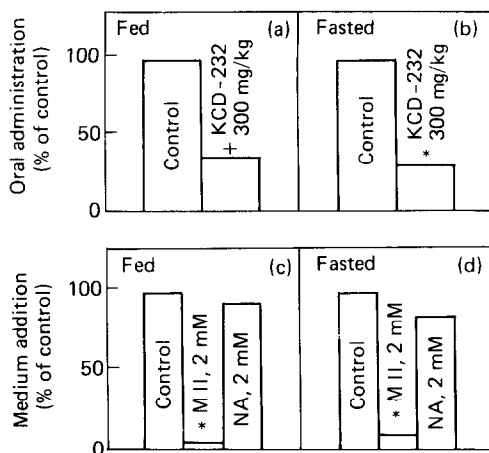 Oral administration
(% of control)
100
50
0
Fed
(a)
Control
KCD-232
+ 300 mg/kg
Fasted
(b)
Control
KCD-232
* 300 mg/kg
Medium addition
(% of control)
100
50
0
Fed
(c)
Control
* M II, 2 mM
NA, 2 mM
Fasted
(d)
Control
* M II, 2 mM
NA, 2 mM